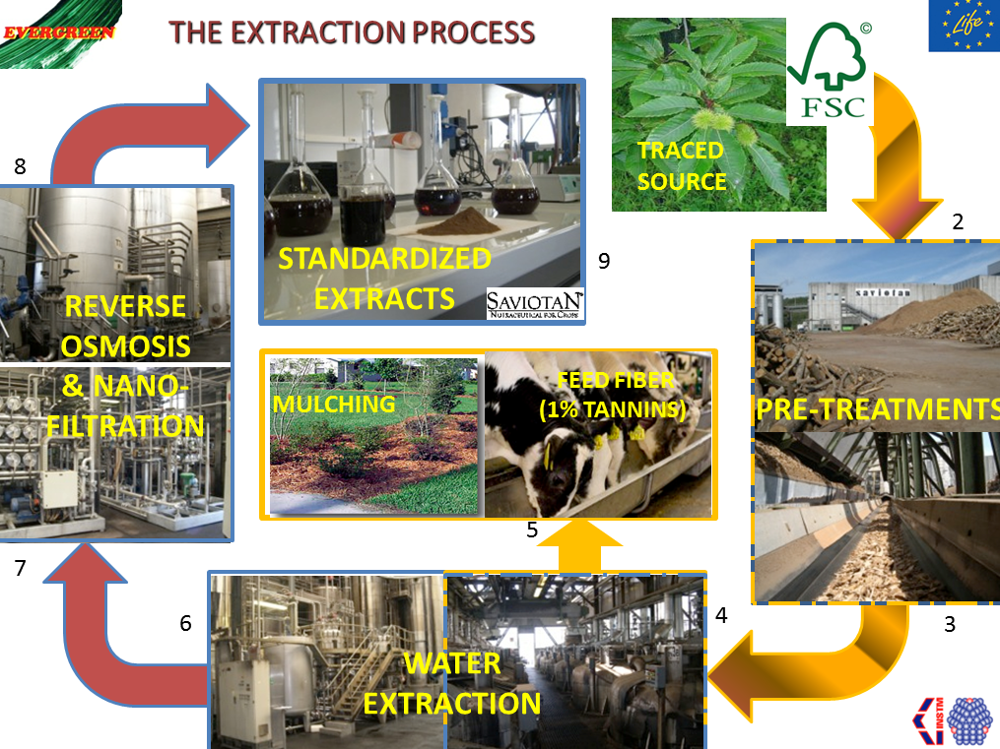 EVERGREEN
THE EXTRACTION PROCESS
©
FSC
Life
TRACED
SOURCE
8
2
STANDARDIZED
EXTRACTS
SAVIOTAN®
NUTRACEUTICAL FOR CROPS
9
REVERSE
OSMOSIS
& NANO-
FILTRATION
saviotan
PRE-TREATMENTS
MULCHING
FEED FIBER
(1% TANNINS)
5
7
6
4
3
WATER
EXTRACTION
INSTM